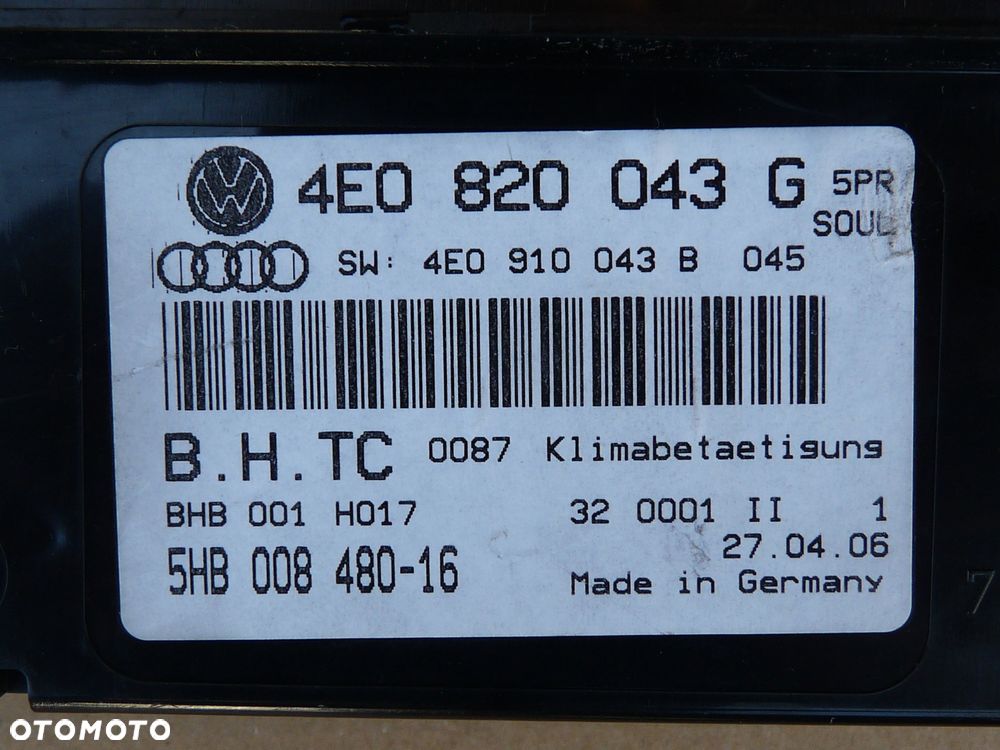 4E0 820 043 G 5PR
SOUL
SW: 4E0 910 043 B 045
B.H.TC 0087 Klimabetaetigung
BHB 001 H017 32 0001 II 1
27.04.06
5HB 008 480-16 Made in Germany
7
OTOMOTO